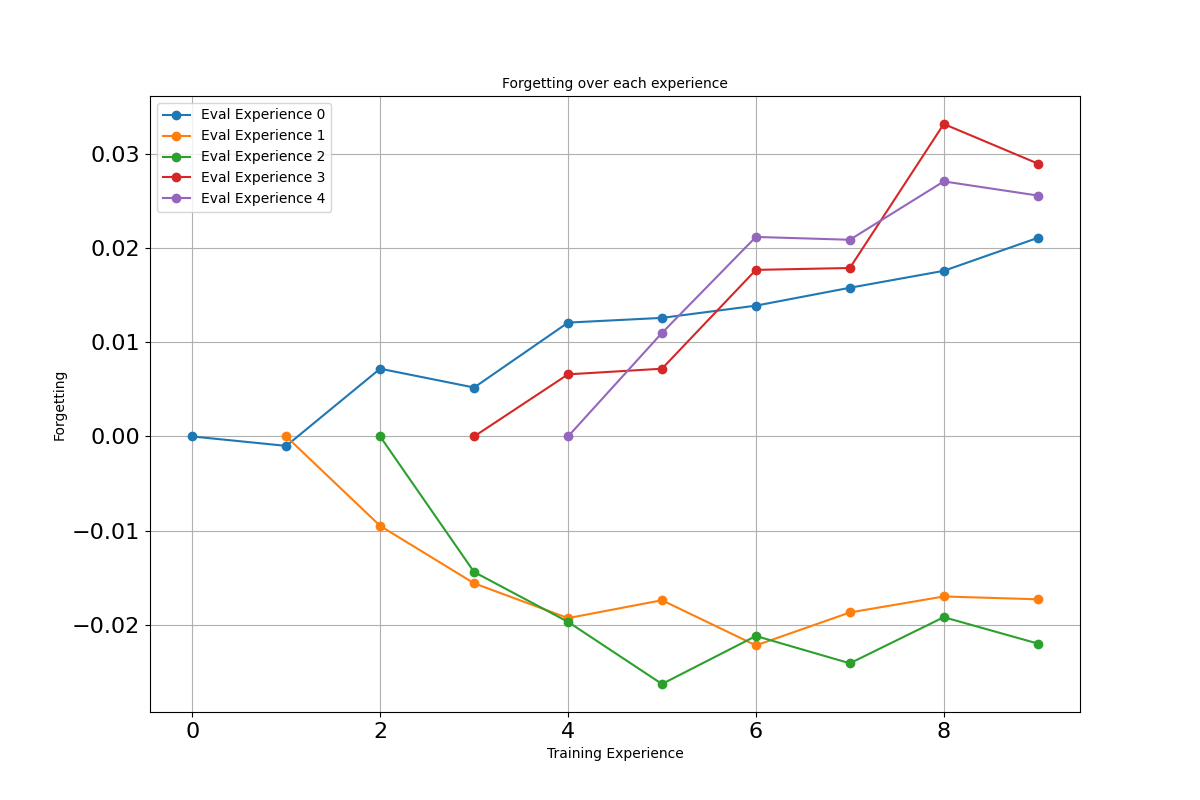 Forgetting over each experience
Eval Experience 0
Eval Experience 1
Eval Experience 2
Eval Experience 3
Eval Experience 4
0.03
0.02
0.01
0.00
−0.01
−0.02
Forgetting
0 2 4 6 8
Training Experience